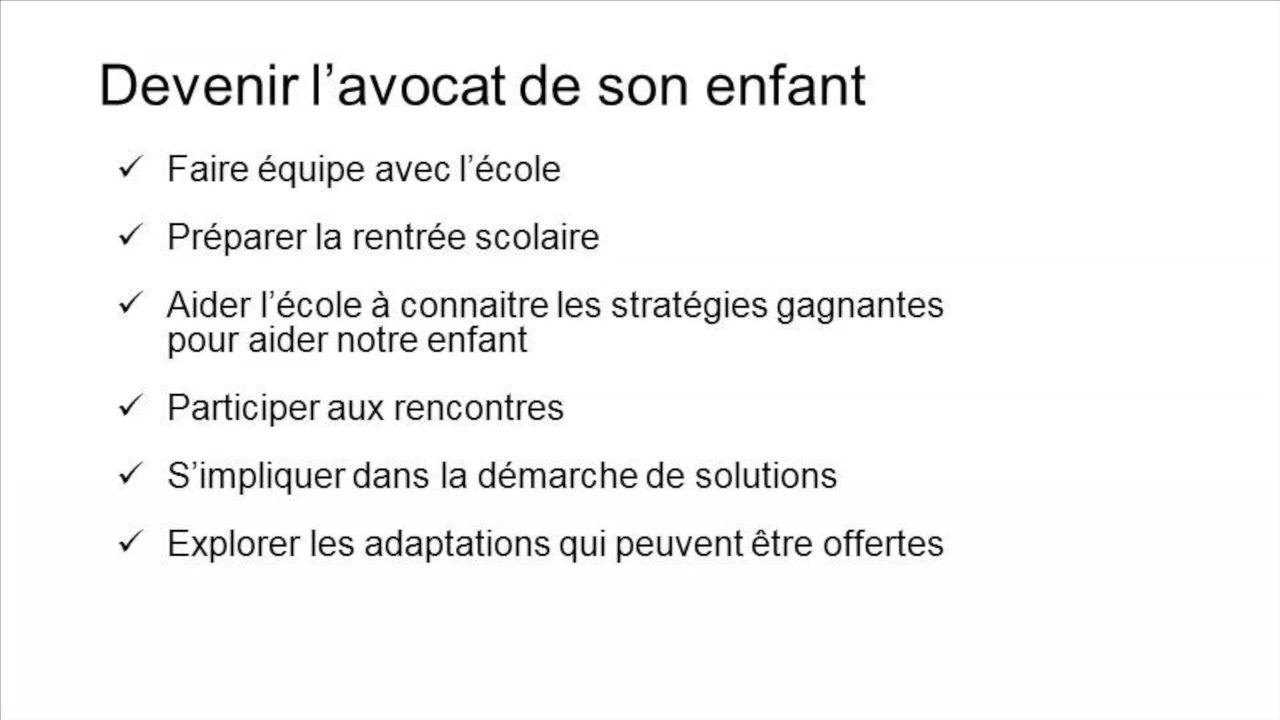 Devenir l’avocat de son enfant
✓ Faire équipe avec l’école
✓ Préparer la rentrée scolaire
✓ Aider l’école à connaitre les stratégies gagnantes
pour aider notre enfant
✓ Participer aux rencontres
✓ S’impliquer dans la démarche de solutions
✓ Explorer les adaptations qui peuvent être offertes